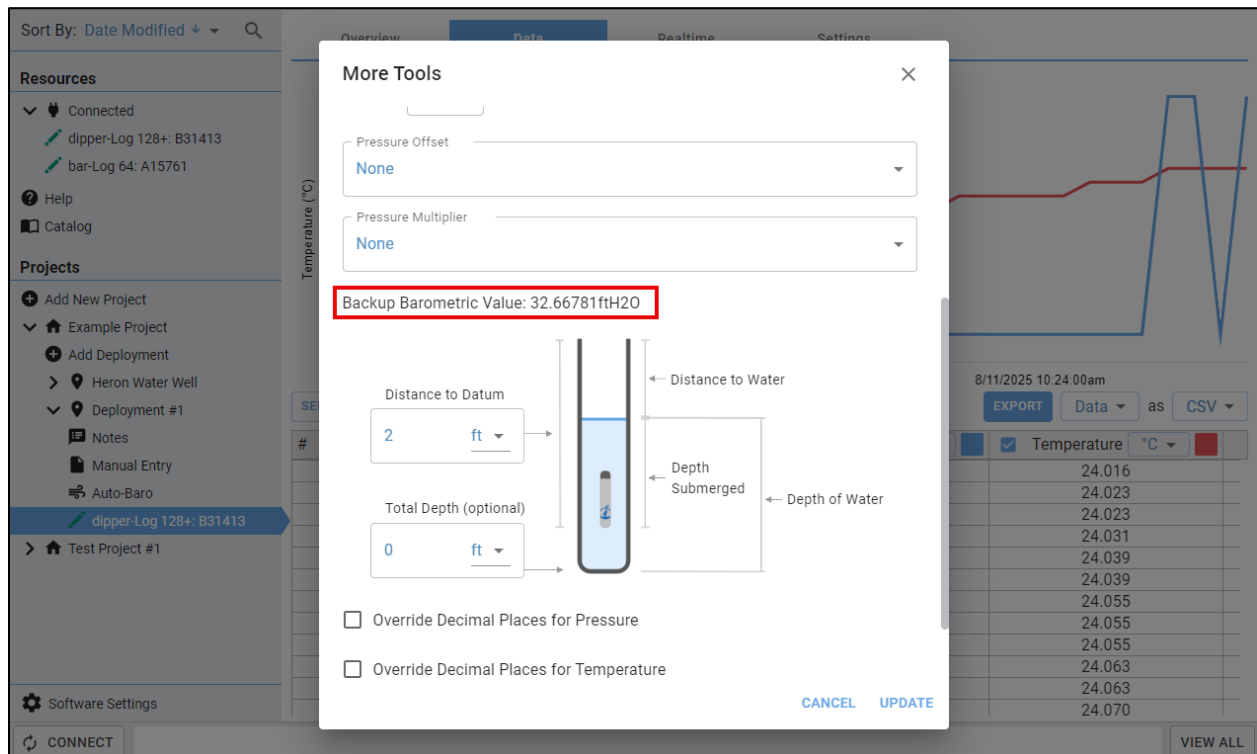 Sort By: Date Modified
Resources
Connected
dipper-Log 128+: B31413
bar-Log 64: A15761
Help
Catalog
Projects
Add New Project
Example Project
Add Deployment
Heron Water Well
Deployment #1
Notes
Manual Entry
Auto-Baro
dipper-Log 128+: B31413
Test Project #1
Software Settings
CONNECT
Overview Data Realtime Settings
Temperature (°C)
More Tools
Pressure Offset
None
Pressure Multiplier
None
Backup Barometric Value: 32.66781ftH2O
Distance to Datum
2 ft
Total Depth (optional)
0 ft
Distance to Water
Depth
Submerged
Depth of Water
Override Decimal Places for Pressure
Override Decimal Places for Temperature
CANCEL UPDATE
8/11/2025 10:24:00am
EXPORT Data as CSV
#
Temperature °C
24.016
24.023
24.023
24.031
24.039
24.039
24.055
24.055
24.055
24.063
24.063
24.070
VIEW ALL